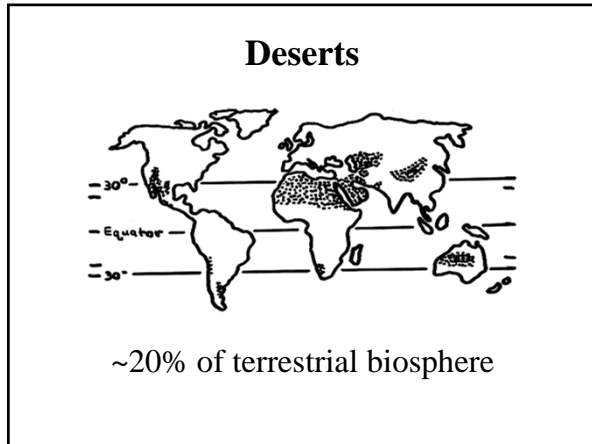 Deserts
30°
Equator
30°
~20% of terrestrial biosphere